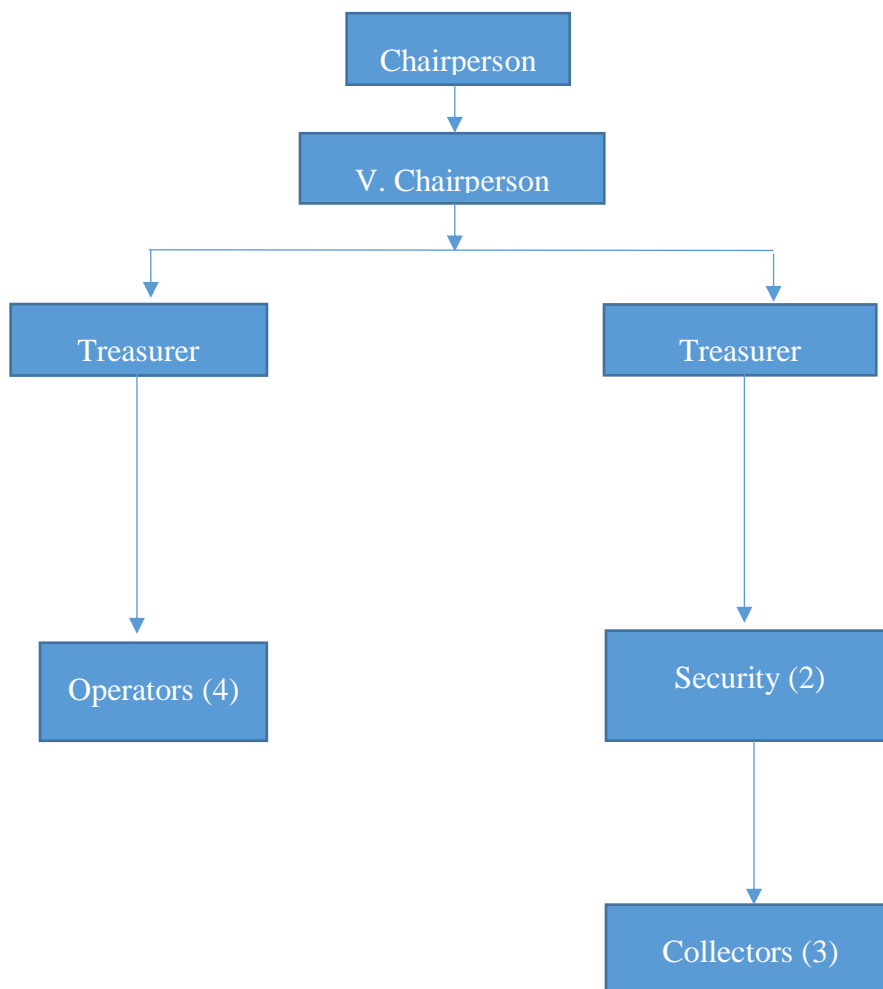 Chairperson
V. Chairperson
Treasurer
Treasurer
Operators (4)
Security (2)
Collectors (3)